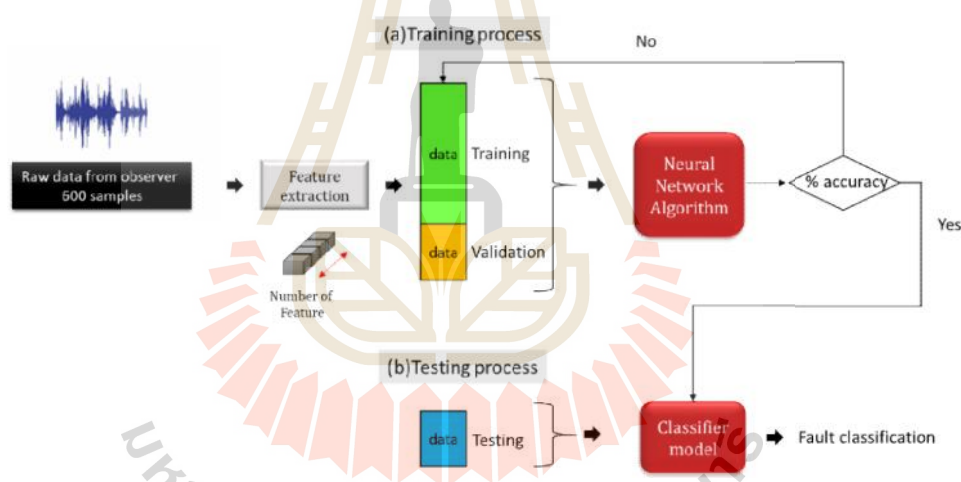 (a)Training process
No
Raw data from observer
600 samples
Feature
extraction
data
Training
data
Validation
Number of
Feature
Neural
Network
Algorithm
% accuracy
Yes
(b)Testing process
data
Testing
Classifier
model
Fault classification